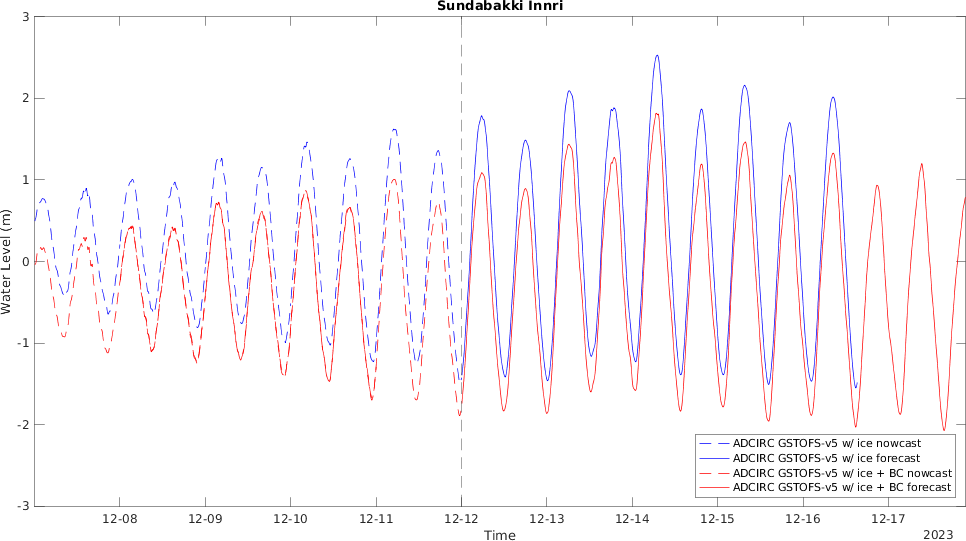 Sundabakki Innri
3
2
1
0
-1
-2
-3
Water Level (m)
ADCIRC GSTOFS-v5 w/ ice nowcast
ADCIRC GSTOFS-v5 w/ ice forecast
ADCIRC GSTOFS-v5 w/ ice + BC nowcast
ADCIRC GSTOFS-v5 w/ ice + BC forecast
12-08 12-09 12-10 12-11 12-12 12-13 12-14 12-15 12-16 12-17
Time
2023